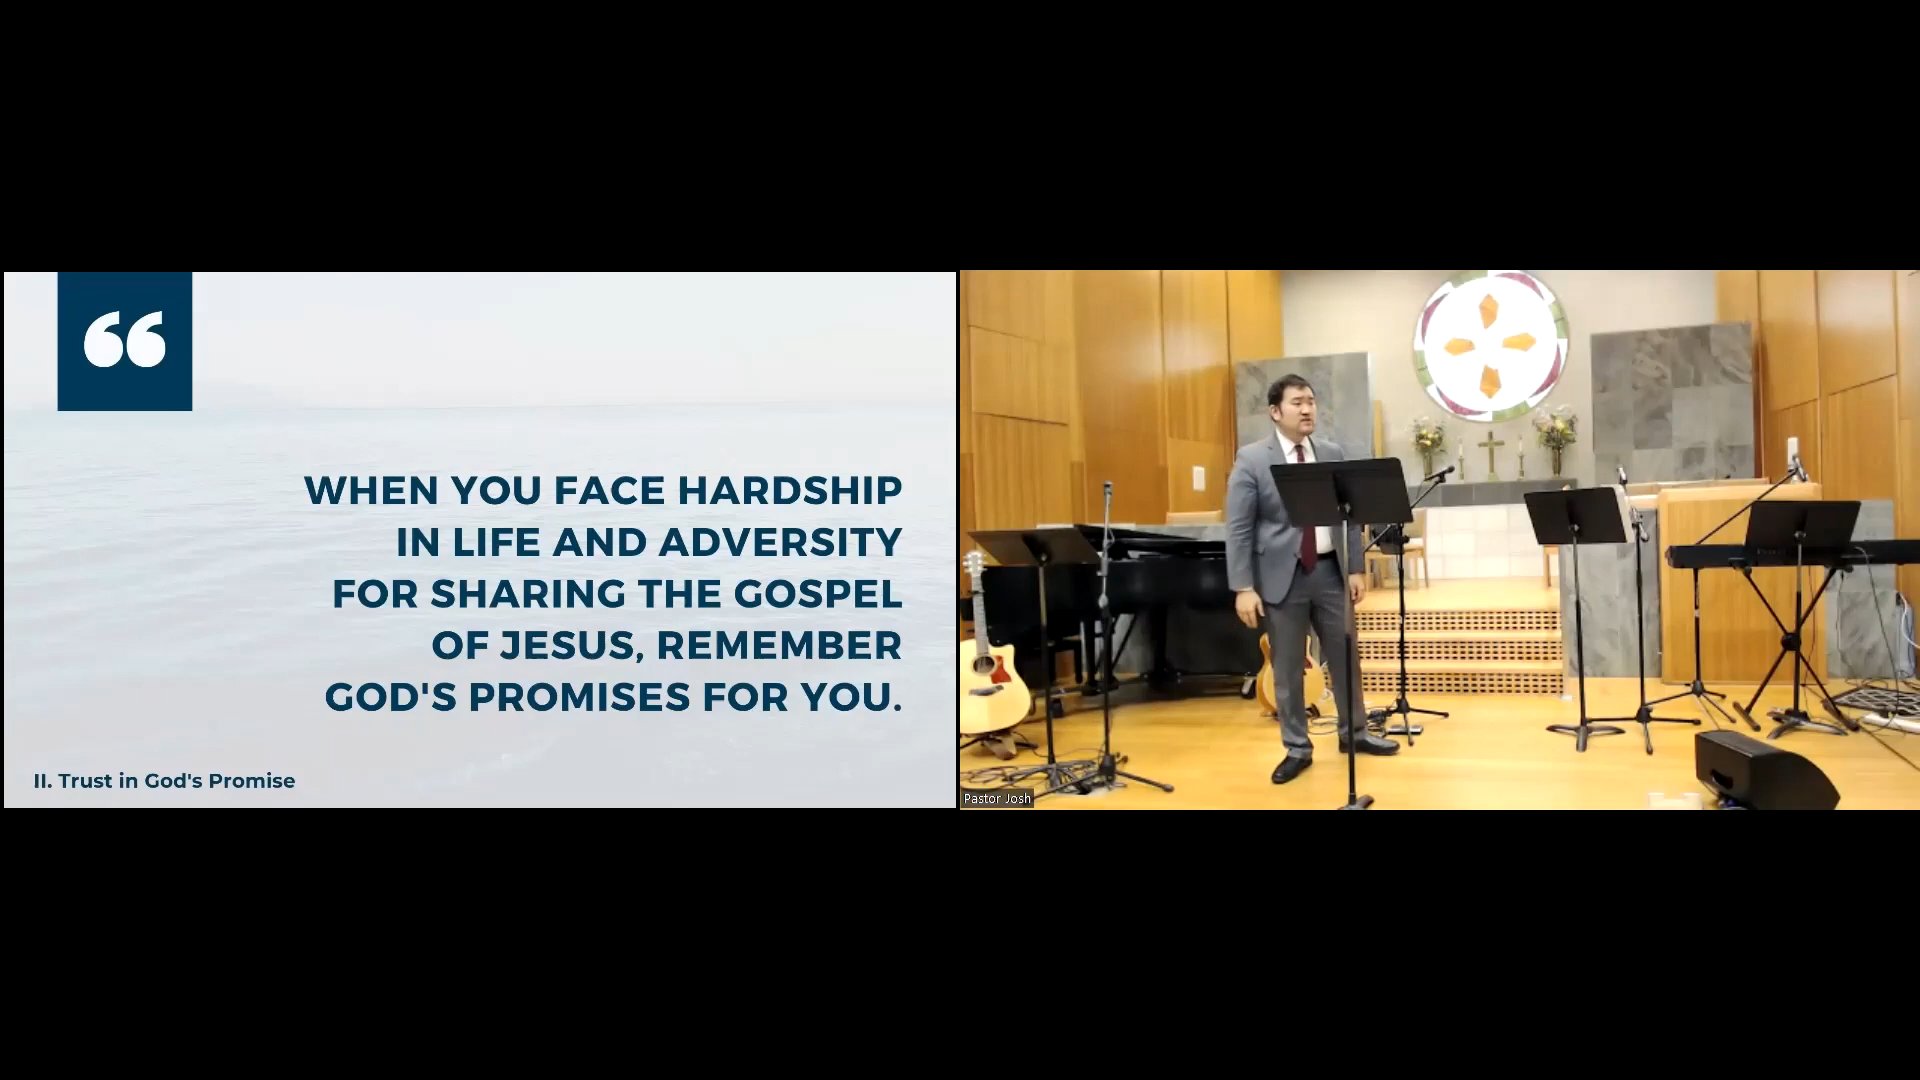 WHEN YOU FACE HARDSHIP
IN LIFE AND ADVERSITY
FOR SHARING THE GOSPEL
OF JESUS, REMEMBER
GOD'S PROMISES FOR YOU.
II. Trust in God's Promise
Pastor Josh